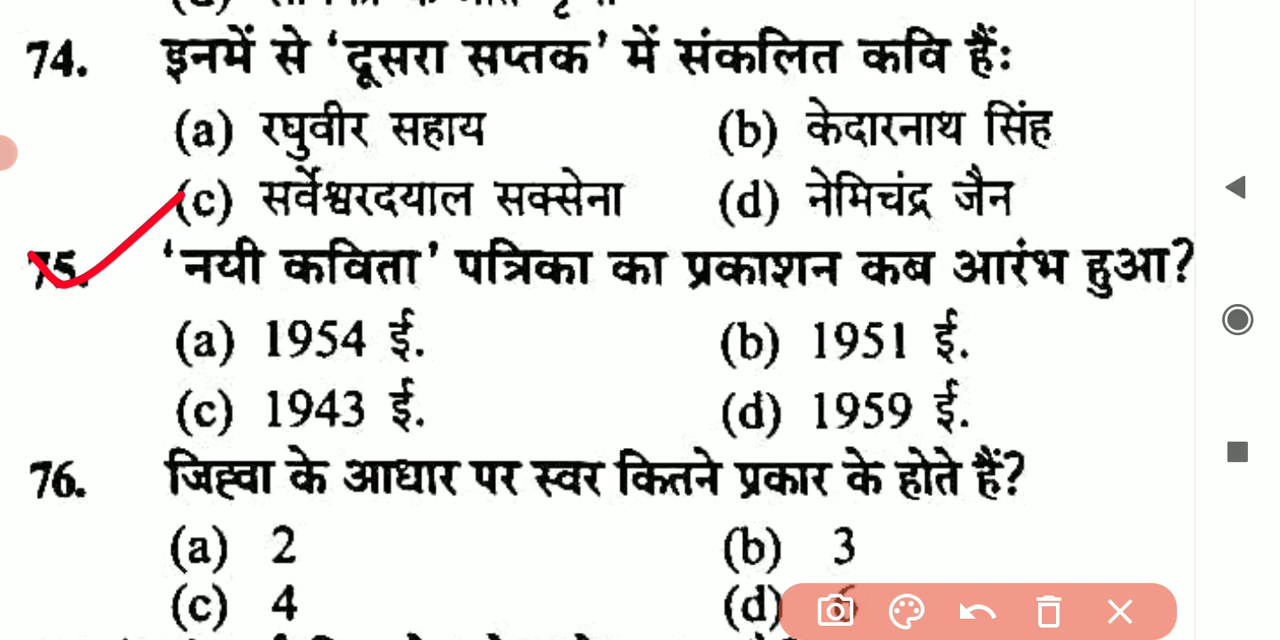 74. इनमें से 'दूसरा सप्तक' में संकलित कवि हैंः
(a) रघुवीर सहाय (b) केदारनाथ सिंह
(c) सर्वेश्वरदयाल सक्सेना (d) नेमिचंद्र जैन
75. 'नयी कविता' पत्रिका का प्रकाशन कब आरंभ हुआ?
(a) 1954 ई. (b) 1951 ई.
(c) 1943 ई. (d) 1959 ई.
76. जिह्वा के आधार पर स्वर कितने प्रकार के होते हैं?
(a) 2 (b) 3
(c) 4 (d)